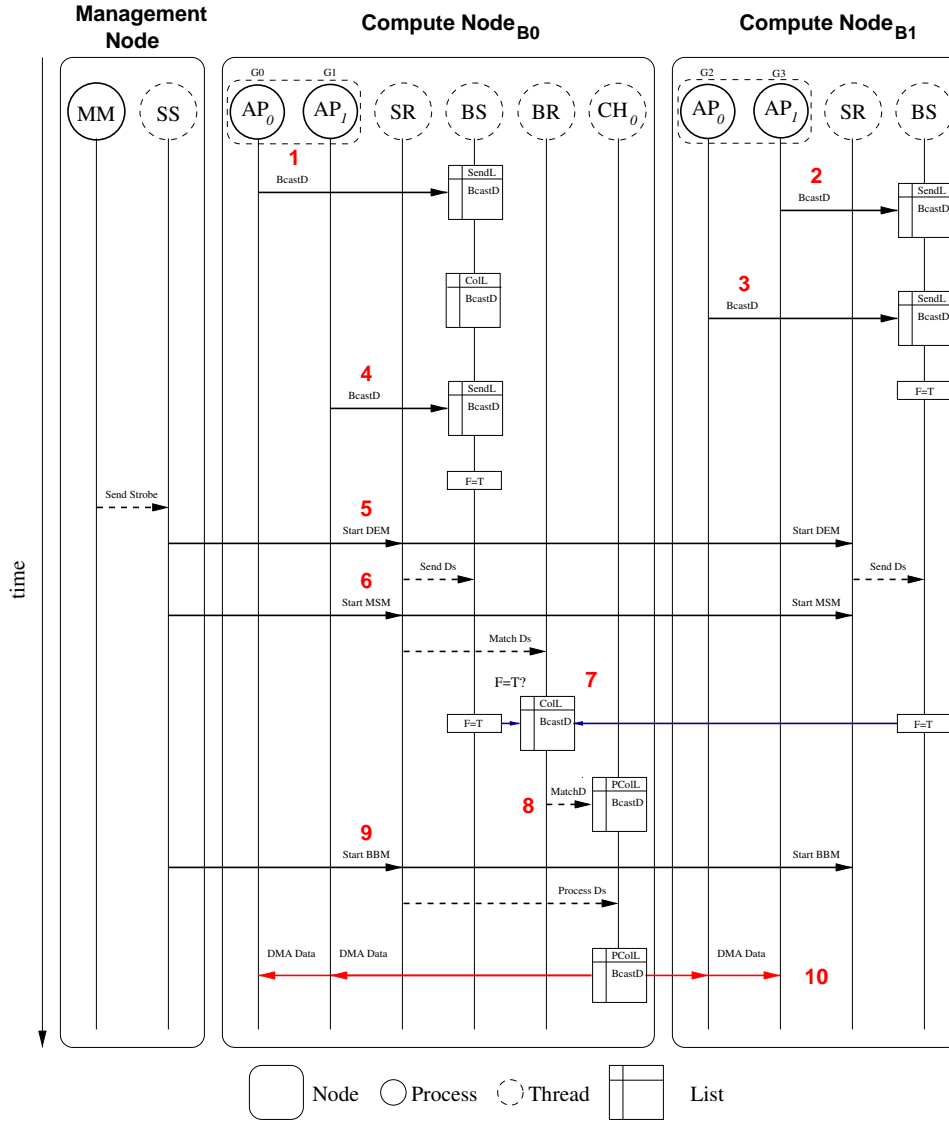 Management Node
Compute Node B0
Compute Node B1
G0 G1 G2 G3
MM SS AP0 AP1 SR BS BR CH0 AP0 AP1 SR BS
1
BcastD
SendL
BcastD
2
BcastD
SendL
BcastD
ColL
BcastD
3
BcastD
SendL
BcastD
4
BcastD
SendL
BcastD
F=T
F=T
Send Strobe
5
Start DEM
Start DEM
Send Ds
Send Ds
6
Start MSM
Start MSM
Match Ds
F=T?
7
ColL
BcastD
F=T
F=T
8
MatchD
PColL
BcastD
9
Start BBM
Start BBM
Process Ds
DMA Data
DMA Data
PColL
BcastD
DMA Data
10
time
Node
Process
Thread
List